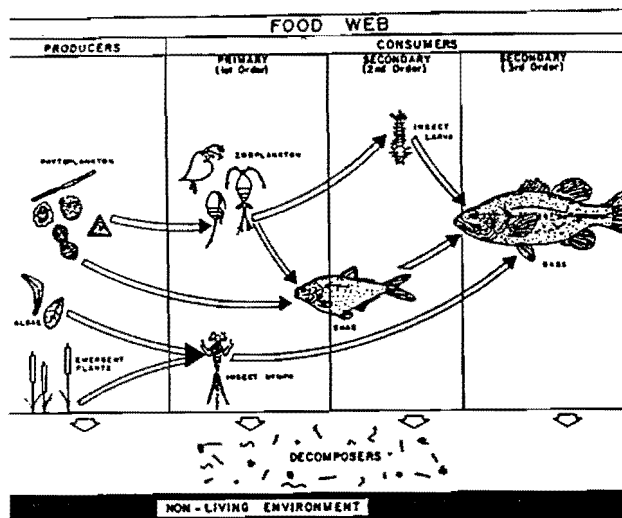 FOOD WEB
PRODUCERS
CONSUMERS
PRIMARY
(1st Order)
SECONDARY
(2nd Order)
SECONDARY
(3rd Order)
PHYTOPLANKTON
ZOOPLANKTON
INSECT
LARVA
BASS
SHAD
ALGAE
EMERGENT
PLANTS
INSECT NYMPH
DECOMPOSERS
NON-LIVING ENVIRONMENT